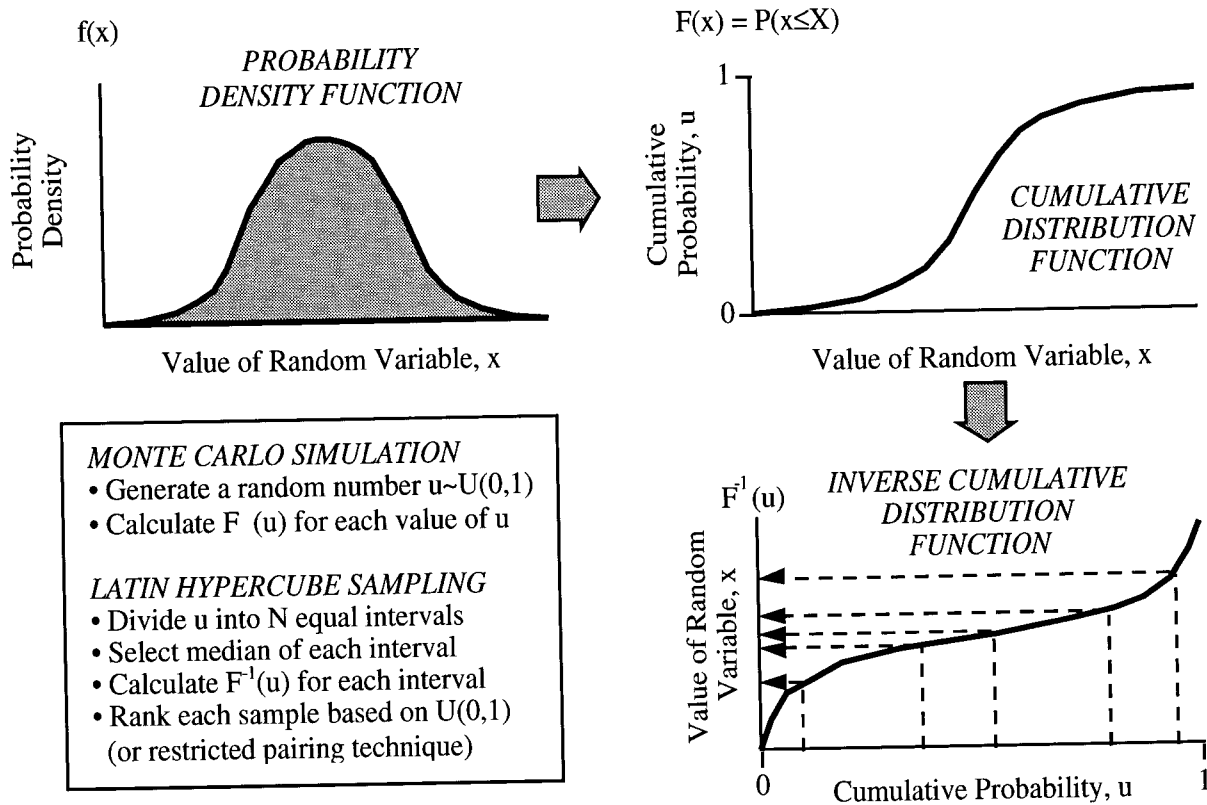 f(x)
PROBABILITY
DENSITY FUNCTION
Probability
Density
Value of Random Variable, x
F(x) = P(x≤X)
1
Cumulative
Probability, u
0
CUMULATIVE
DISTRIBUTION
FUNCTION
Value of Random Variable, x
MONTE CARLO SIMULATION
• Generate a random number u~U(0,1)
• Calculate F (u) for each value of u
LATIN HYPERCUBE SAMPLING
• Divide u into N equal intervals
• Select median of each interval
• Calculate F⁻¹(u) for each interval
• Rank each sample based on U(0,1)
(or restricted pairing technique)
F⁻¹(u)
INVERSE CUMULATIVE
DISTRIBUTION
FUNCTION
Value of Random
Variable, x
0
Cumulative Probability, u
1